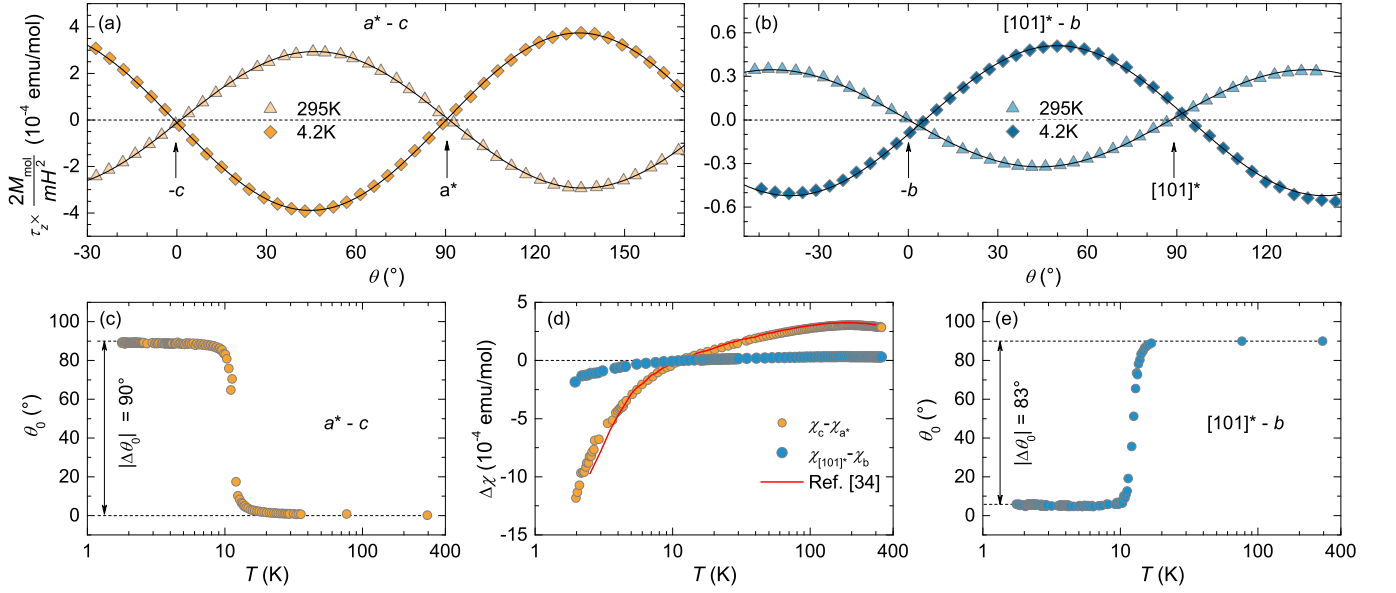 (a) a* - c
τz × 2Mmol/mH² (10⁻⁴ emu/mol)
4
2
0
-2
-4
295K
4.2K
-c
a*
-30 0 30 60 90 120 150
θ (°)
(b) [101]* - b
0.6
0.3
0.0
-0.3
-0.6
295K
4.2K
-b
[101]*
-30 0 30 60 90 120
θ (°)
(c)
θ0 (°)
100
80
60
40
20
0
|Δθ0| = 90°
a* - c
1 10 100 400
T (K)
(d)
Δχ (10⁻⁴ emu/mol)
5
0
-5
-10
-15
χc-χa*
χ[101]*-χb
Ref. [34]
1 10 100 400
T (K)
(e)
θ0 (°)
100
80
60
40
20
0
|Δθ0| = 83°
[101]* - b
1 10 100 400
T (K)